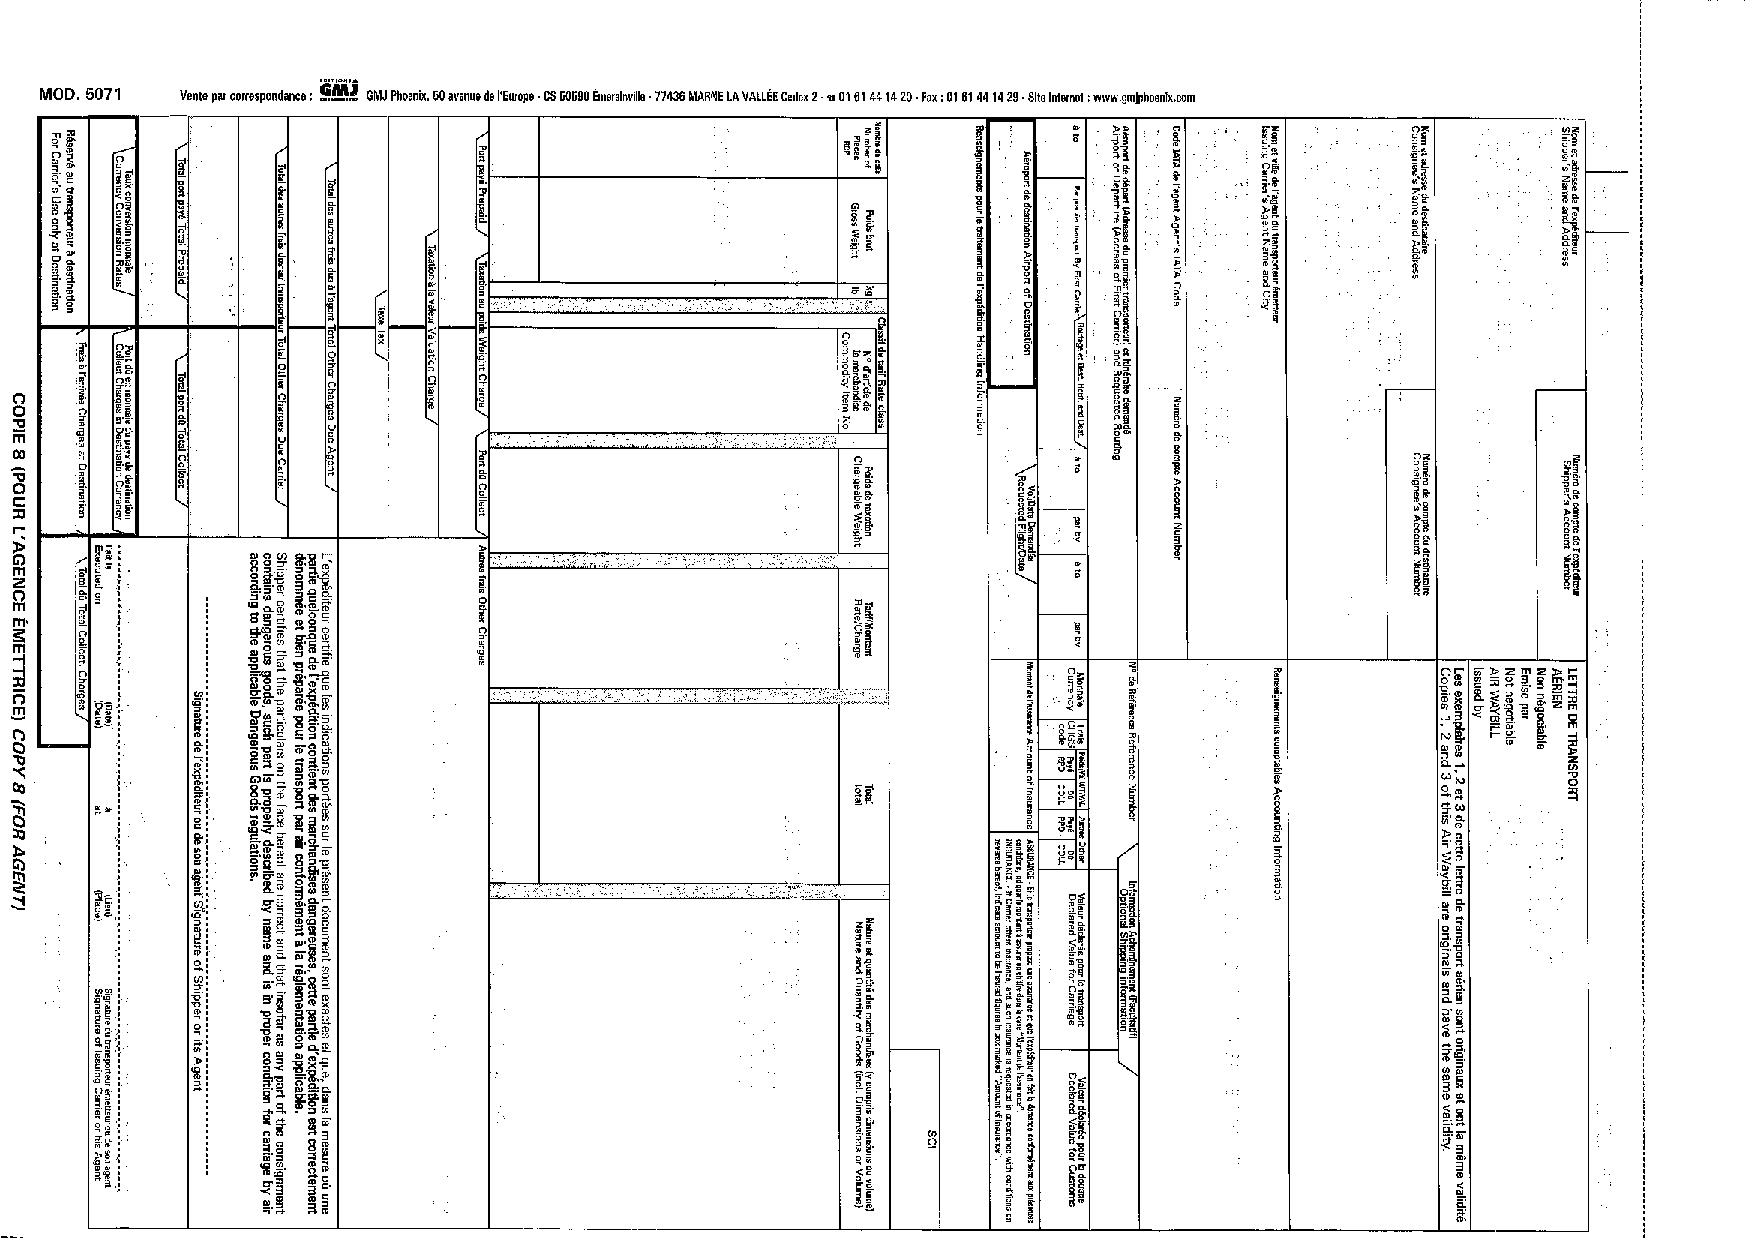 Nom et adresse de l'expéditeur
Shipper's Name and Address
Numéro de compte de l'expéditeur
Shipper's Account Number
LETTRE DE TRANSPORT
AÉRIEN
Non négociable
Emise par
Not negotiable
AIR WAYBILL
Issued by
Les exemplaires 1, 2 et 3 de cette lettre de transport aérien sont originaux et ont la même validité
Copies 1, 2 and 3 of this Air Waybill are originals and have the same validity.
Nom et adresse du destinataire
Consignee's Name and Address
Numéro de compte du destinataire
Consignee's Account Number
Nom et ville de l'agent du transporteur émetteur
Issuing Carrier's Agent Name and City
Renseignements comptables Accounting Information
Code IATA de l'agent Agent's IATA Code
Numéro de compte Account Number
Aéroport de départ (Adresse du premier transporteur) et itinéraire demandé
Airport of Departure (Address of First Carrier) and Requested Routing
N° de Référence Reference Number
Information Acheminement (Facultatif)
Optional Shipping information
à to
Par premier transport By First Carrier
Routage et Dest. Rout. and Dest.
à to
par by
à to
par by
Monnaie
Currency
Frais
CHGS
code
Poids/Val WT/VAL
Payé
PPD
Dû
COLL
Autres Other
Payé
PPD
Dû
COLL
Valeur déclarée pour le transport
Declared Value for Carriage
Valeur déclarée pour la douane
Declared Value for Customs
Aéroport de destination Airport of Destination
Vol/Date Demandés
Requested Flight/Date
Montant de l'assurance Amount of Insurance
ASSURANCE - Si le transporteur propose une assurance et que l'expéditeur en fait la demande conformément aux présentes
conditions, indiquer le montant à assurer en chiffre dans la case "Montant de l'assurance".
INSURANCE - If Carrier offers insurance, and such insurance is requested in accordance with conditions on
reverse hereof, indicate amount to be insured figures in box marked "Amount of Insurance".
Renseignements pour le traitement de l'expédition Handling Information
SCI
Nombre de colis
Number of
Pieces
RCP
Poids brut
Gross Weight
kg
lb
Classif de tarif Rate class
N° d'article de
la marchandise
Commodity Item No
Poids de taxation
Chargeable Weight
Tarif/Montant
Rate/Charge
Total
Total
Nature et quantité des marchandises (y compris dimensions ou volume)
Nature and Quantity of Goods (incl. Dimensions or Volume)
Port payé Prepaid
Taxation au poids Weight Charge
Port dû Collect
Autres frais Other Charges
Taxation à la valeur Valuation Charge
Taxe Tax
Total des autres frais dus à l'agent Total Other Charges Due Agent
Total des autres frais dus au transporteur Total Other Charges Due Carrier
L'expéditeur certifie que les indications portées sur le présent document sont exactes et que, dans la mesure où une
partie quelconque de l'expédition contient des marchandises dangereuses, cette partie d'expédition est correctement
dénommée et bien préparée pour le transport par air conformément à la réglementation applicable.
Shipper certifies that the particulars on the face hereof are correct and that insofar as any part of the consignment
contains dangerous goods, such part is properly described by name and is in proper condition for carriage by air
according to the applicable Dangerous Goods regulations.
Signature de l'expéditeur ou de son agent Signature of Shipper or its Agent
Total port payé Total Prepaid
Total port dû Total Collect
Taux conversion monnaie
Currency Conversion Rates
Port dû en monnaie du pays de destination
Collect Charges in Destination Currency
Fait le
Executed on
(Date)
(Date)
à
at
(Lieu)
(Place)
Signature du transporteur émetteur ou de son agent
Signature of Issuing Carrier or his Agent
Réservé au transporteur à destination
For Carrier's Use only at Destination
Frais à l'arrivée Charges at Destination
Total dû Total Collect. Charges
COPIE 8 (POUR L'AGENCE ÉMETTRICE) COPY 8 (FOR AGENT)
MOD. 5071
Vente par correspondance : GMJ GMJ Phoenix, 60 avenue de l'Europe - CS 60690 Émerainville - 77436 MARNE LA VALLÉE Cedex 2 - 01 61 44 14 20 - Fax : 01 61 44 14 29 - Site Internet : www.gmjphoenix.com